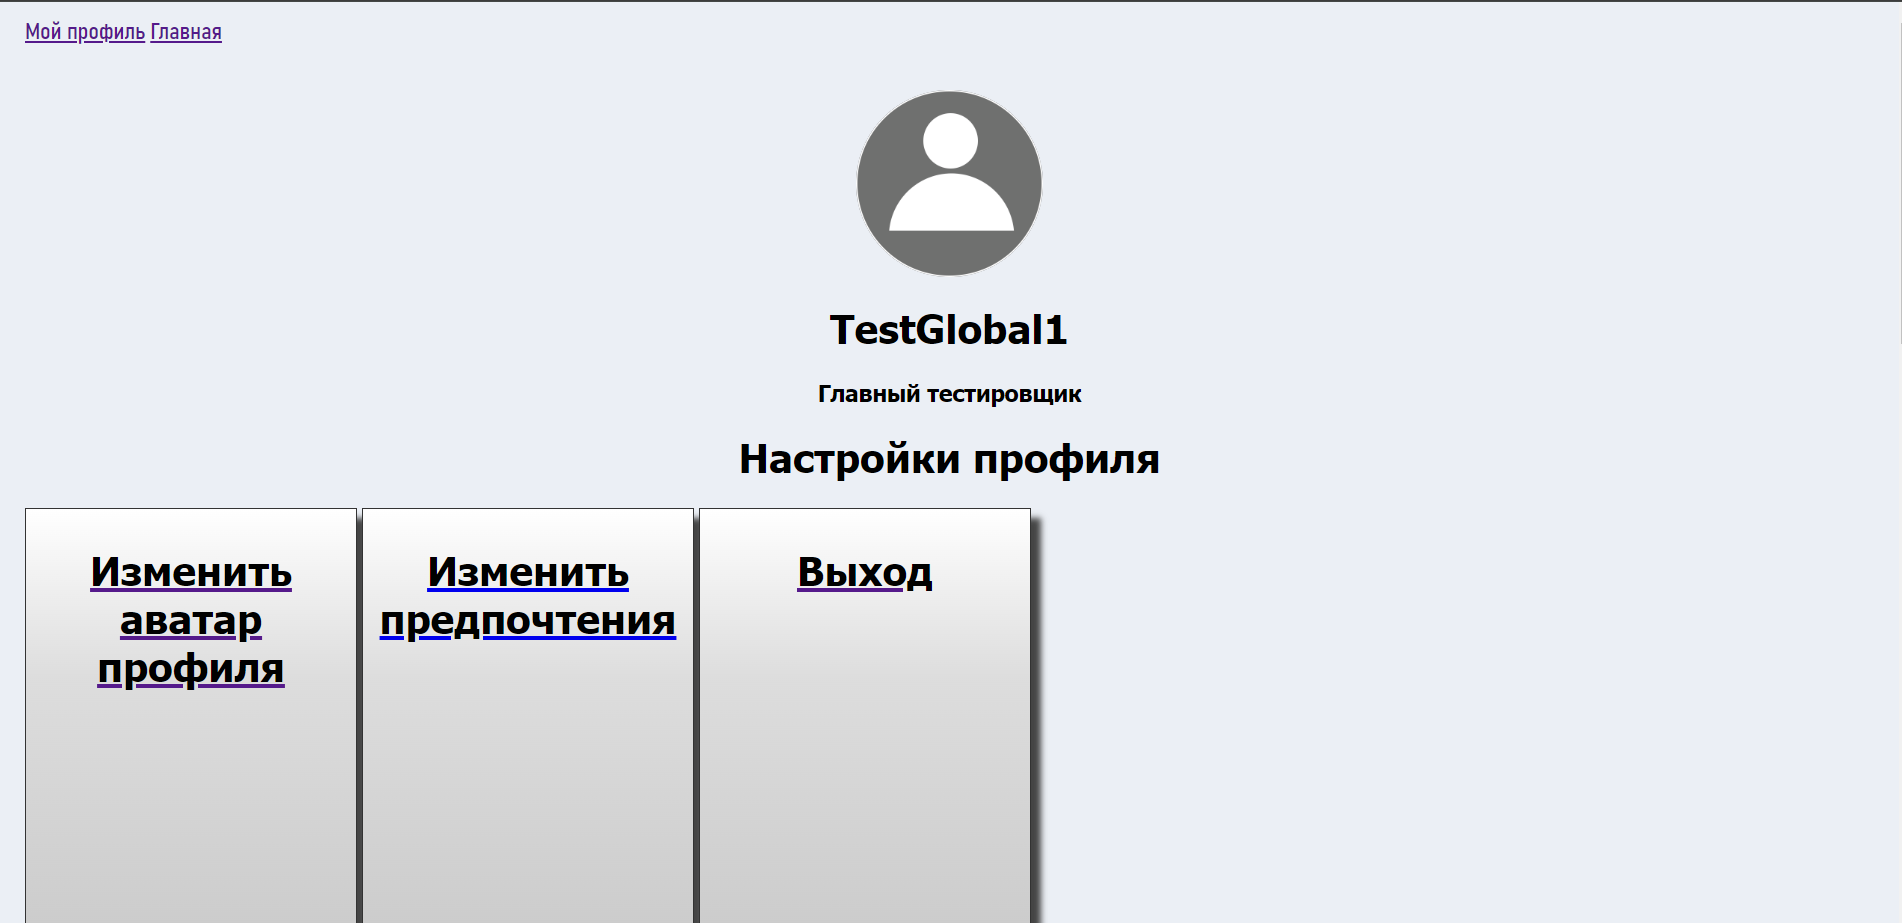 Мой профиль Главная
TestGlobal1
Главный тестировщик
Настройки профиля
Изменить
аватар
профиля
Изменить
предпочтения
Выход